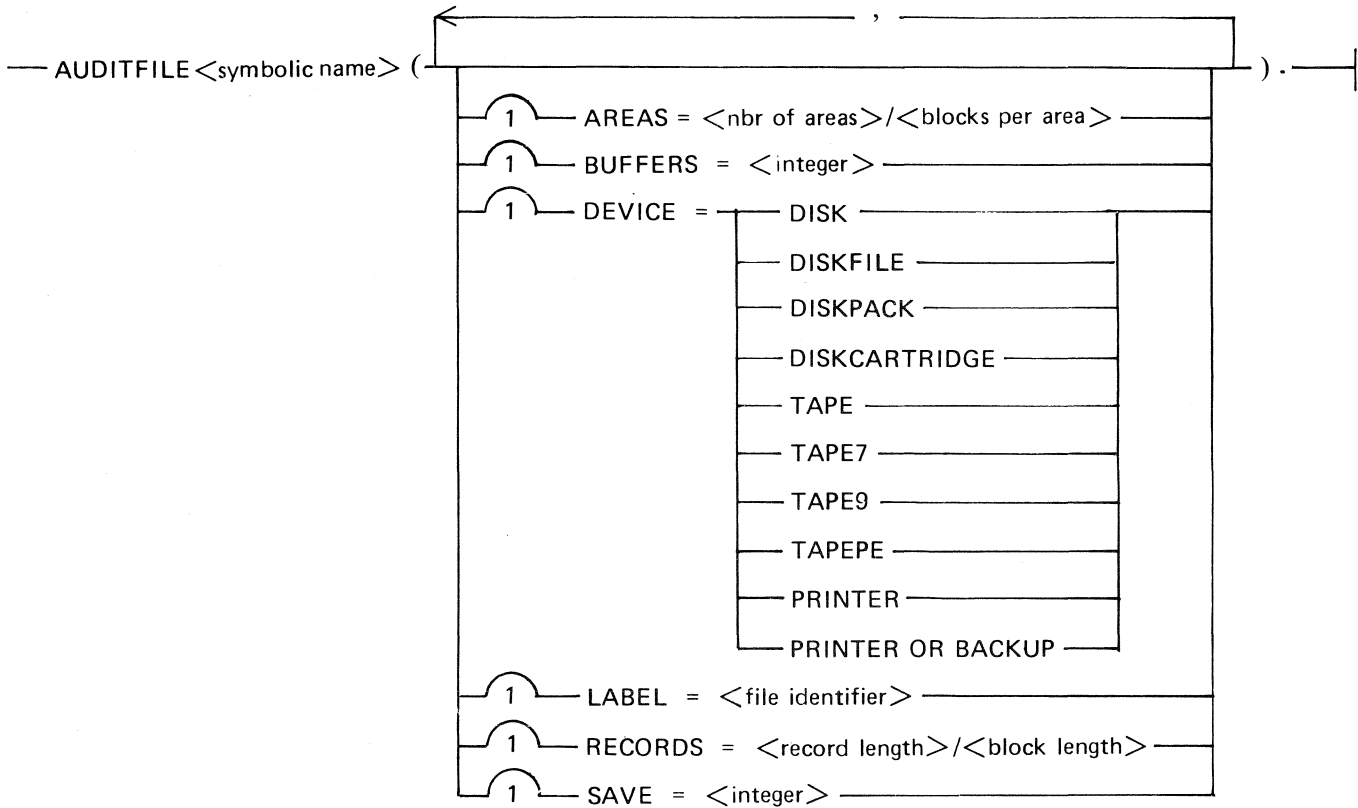 ,
AUDITFILE <symbolic name> ( ) .
1 AREAS = <nbr of areas>/<blocks per area>
1 BUFFERS = <integer>
1 DEVICE = DISK
DISKFILE
DISKPACK
DISKCARTRIDGE
TAPE
TAPE7
TAPE9
TAPEPE
PRINTER
PRINTER OR BACKUP
1 LABEL = <file identifier>
1 RECORDS = <record length>/<block length>
1 SAVE = <integer>